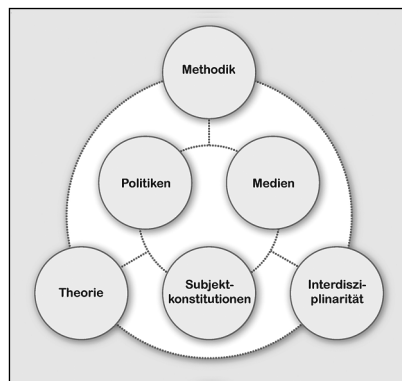 Methodik
Politiken
Medien
Theorie
Subjekt-
konstitutionen
Interdiszi-
plinarität